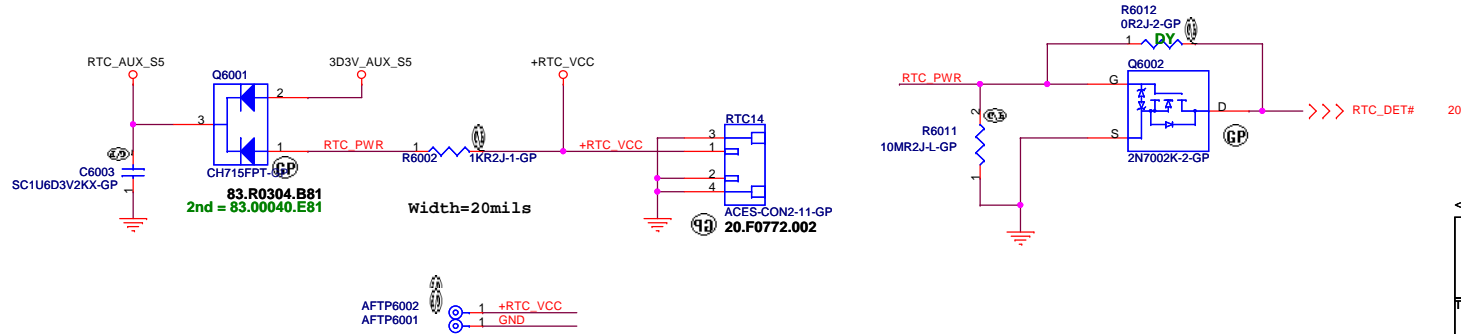 R6012
0R2J-2-GP
DY
1
RTC_AUX_S5
3D3V_AUX_S5
+RTC_VCC
Q6001
2
3
1
RTC_PWR
1
R6002
1KR2J-1-GP
GP
CH715FPT-
83.R0304.B81
2nd = 83.00040.E81
C6003
SC1U6D3V2KX-GP
1
Width=20mils
+RTC_VCC
RTC14
3
1
2
4
ACES-CON2-11-GP
GP
20.F0772.002
RTC_PWR
Q6002
G
D
S
2N7002K-2-GP
GP
RTC_DET#
20
2
R6011
10MR2J-L-GP
1
AFTP6002
1
+RTC_VCC
AFTP6001
1
GND